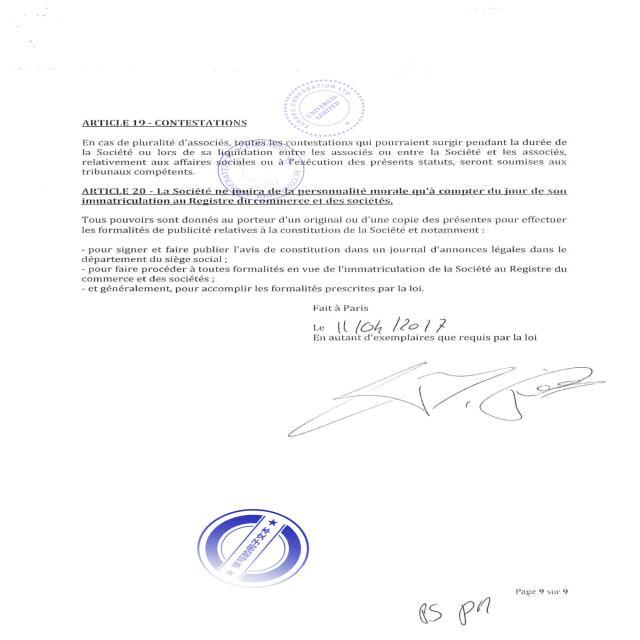 ARTICLE 19 - CONTESTATIONS
En cas de pluralité d'associés, toutes les contestations qui pourraient surgir pendant la durée de
la Société ou lors de sa liquidation entre les associés ou entre la Société et les associés,
relativement aux affaires sociales ou à l'exécution des présents statuts, seront soumises aux
tribunaux compétents.
ARTICLE 20 - La Société ne jouira de la personnalité morale qu'à compter du jour de son
immatriculation au Registre du commerce et des sociétés.
Tous pouvoirs sont donnés au porteur d'un original ou d'une copie des présentes pour effectuer
les formalités de publicité relatives à la constitution de la Société et notamment :
- pour signer et faire publier l'avis de constitution dans un journal d'annonces légales dans le
département du siège social ;
- pour faire procéder à toutes formalités en vue de l'immatriculation de la Société au Registre du
commerce et des sociétés ;
- et généralement, pour accomplir les formalités prescrites par la loi.
Fait à Paris
Le 11/04/2017
En autant d'exemplaires que requis par la loi
CORPORATION LTD
UNIVERSAL
LIMITED
Page 9 sur 9
PS PM